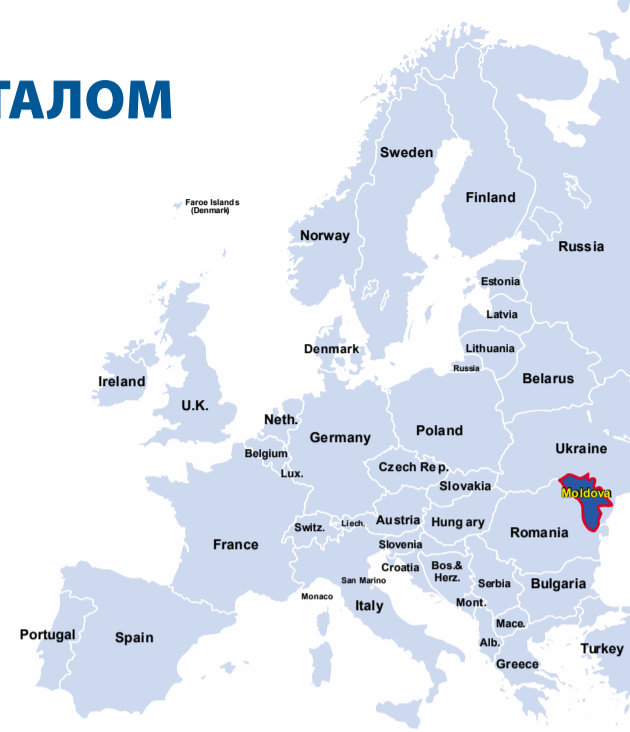 ТАЛОМ
Sweden
Finland
Faroe Islands
(Denmark)
Norway
Russia
Estonia
Latvia
Denmark
Lithuania
Russia
Ireland
Belarus
U.K.
Neth.
Germany
Poland
Ukraine
Belgium
Lux.
Czech Rep.
Slovakia
Moldova
Switz.
Liech.
Austria
Hungary
Romania
France
Slovenia
Croatia
Bos.&
Herz.
San Marino
Serbia
Bulgaria
Monaco
Italy
Mont.
Mace.
Portugal
Spain
Alb.
Turkey
Greece